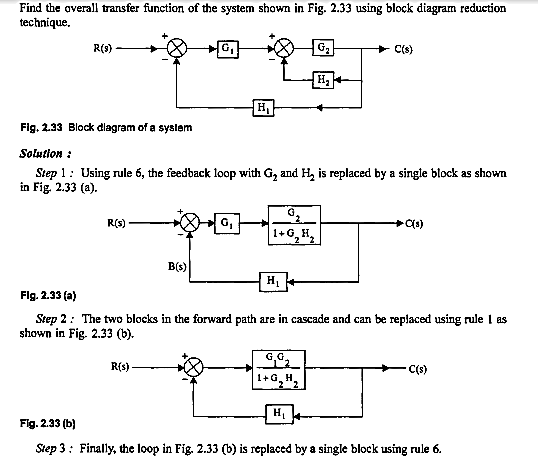 Find the overall transfer function of the system shown in Fig. 2.33 using block diagram reduction
technique.
R(s) + − G₁ + − G₂ C(s)
H₂
H₁
Fig. 2.33 Block diagram of a system
Solution :
Step 1 : Using rule 6, the feedback loop with G₂ and H₂ is replaced by a single block as shown
in Fig. 2.33 (a).
G₂
R(s) + − G₁ C(s)
1+G₂H₂
B(s)
H₁
Fig. 2.33 (a)
Step 2 : The two blocks in the forward path are in cascade and can be replaced using rule 1 as
shown in Fig. 2.33 (b).
G₁G₂
R(s) + − C(s)
1+G₂H₂
H₁
Fig. 2.33 (b)
Step 3 : Finally, the loop in Fig. 2.33 (b) is replaced by a single block using rule 6.